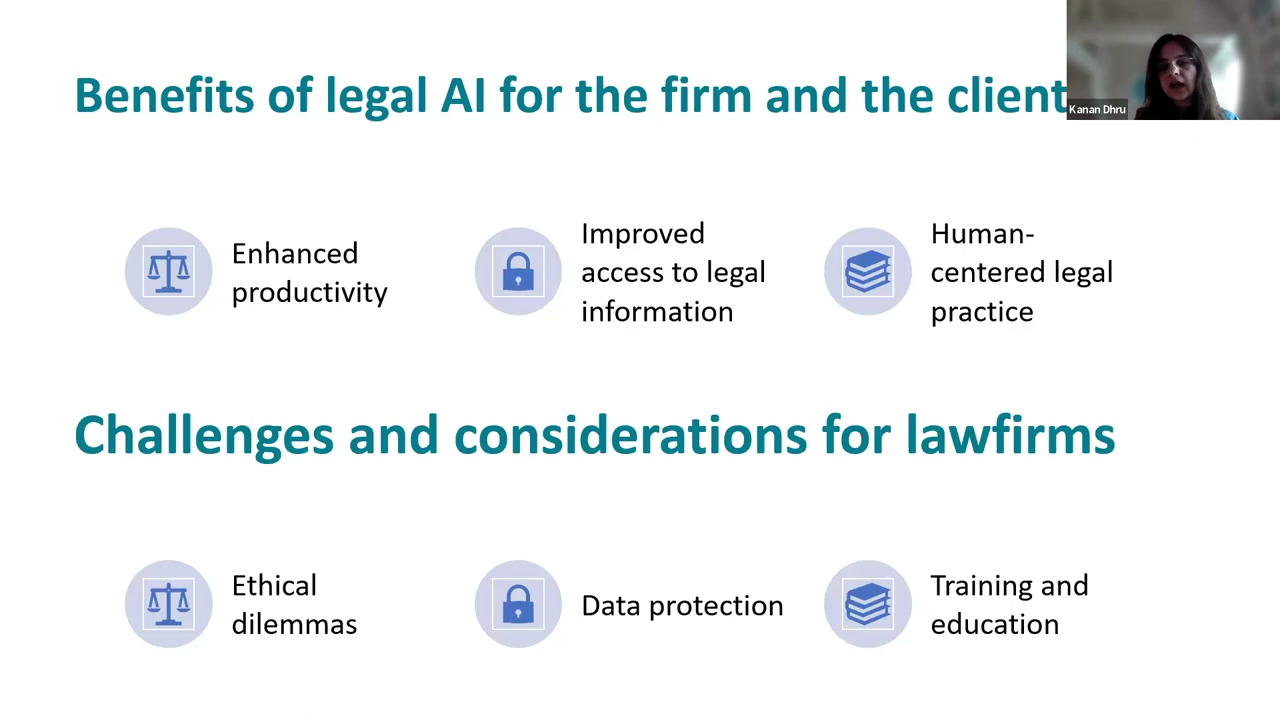 Benefits of legal AI for the firm and the client
Kanan Dhru
Enhanced
productivity
Improved
access to legal
information
Human-
centered legal
practice
Challenges and considerations for lawfirms
Ethical
dilemmas
Data protection
Training and
education